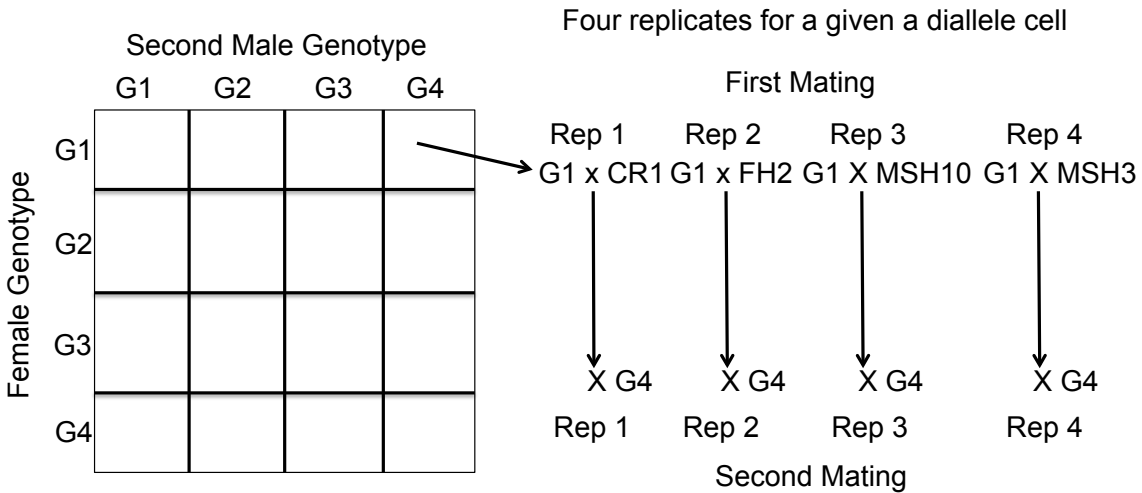 Four replicates for a given a diallele cell
Second Male Genotype
G1 G2 G3 G4
Female Genotype
G1
G2
G3
G4
First Mating
Rep 1 Rep 2 Rep 3 Rep 4
G1 x CR1 G1 x FH2 G1 X MSH10 G1 X MSH3
X G4 X G4 X G4 X G4
Rep 1 Rep 2 Rep 3 Rep 4
Second Mating